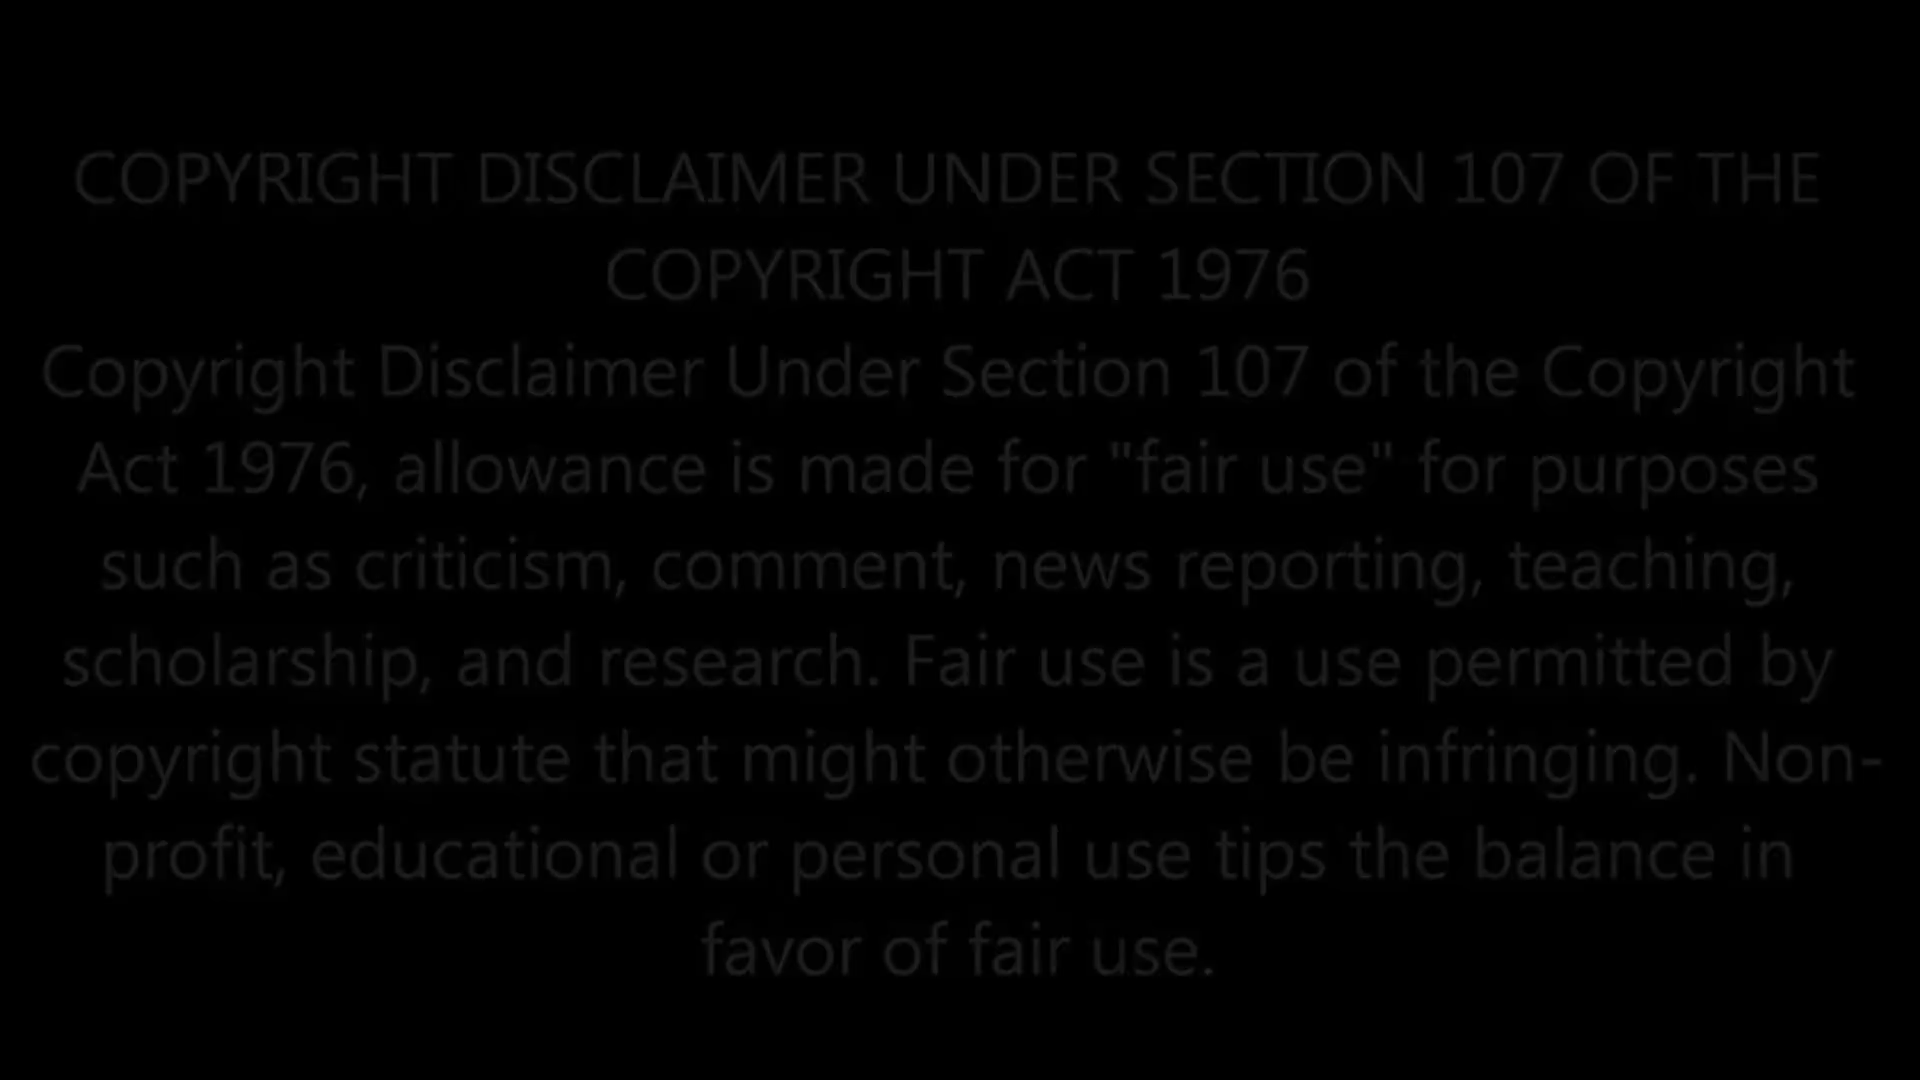 COPYRIGHT DISCLAIMER UNDER SECTION 107 OF THE
COPYRIGHT ACT 1976
Copyright Disclaimer Under Section 107 of the Copyright
Act 1976, allowance is made for "fair use" for purposes
such as criticism, comment, news reporting, teaching,
scholarship, and research. Fair use is a use permitted by
copyright statute that might otherwise be infringing. Non-
profit, educational or personal use tips the balance in
favor of fair use.